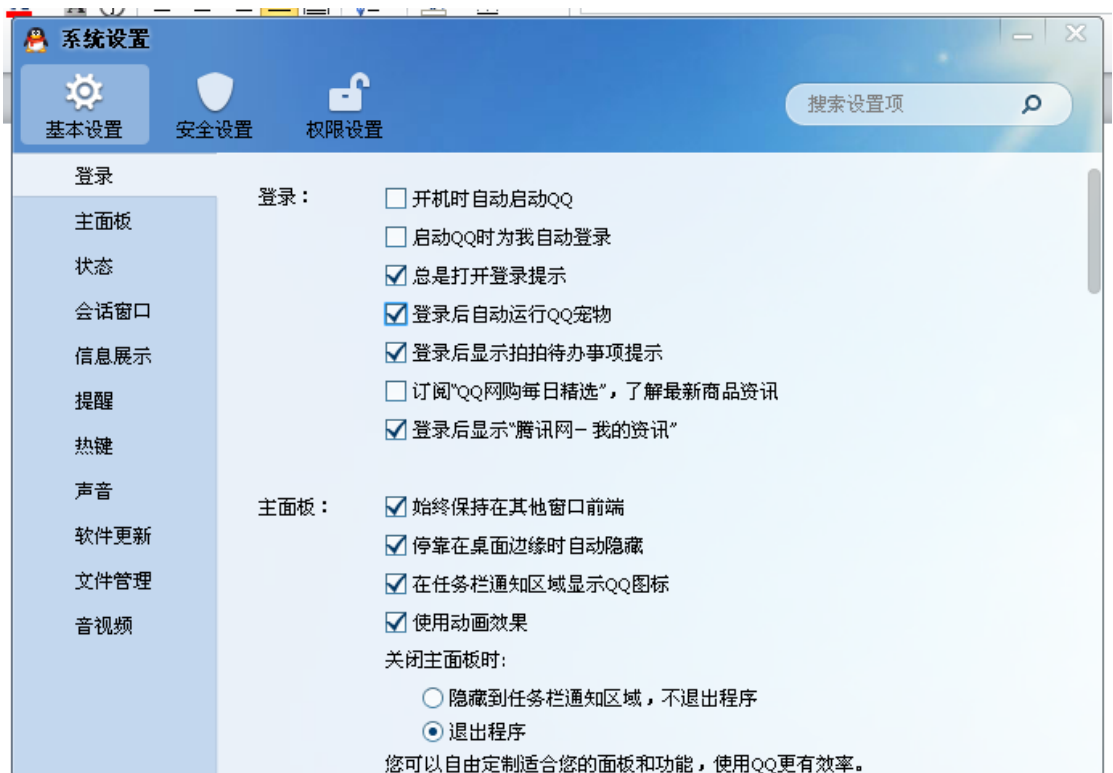 系统设置
基本设置 安全设置 权限设置 搜索设置项
登录
主面板
状态
会话窗口
信息展示
提醒
热键
声音
软件更新
文件管理
音视频
登录：
开机时自动启动QQ
启动QQ时为我自动登录
总是打开登录提示
登录后自动运行QQ宠物
登录后显示拍拍待办事项提示
订阅“QQ网购每日精选”，了解最新商品资讯
登录后显示“腾讯网－我的资讯”
主面板：
始终保持在其他窗口前端
停靠在桌面边缘时自动隐藏
在任务栏通知区域显示QQ图标
使用动画效果
关闭主面板时:
隐藏到任务栏通知区域，不退出程序
退出程序
您可以自由定制适合您的面板和功能，使用QQ更有效率。